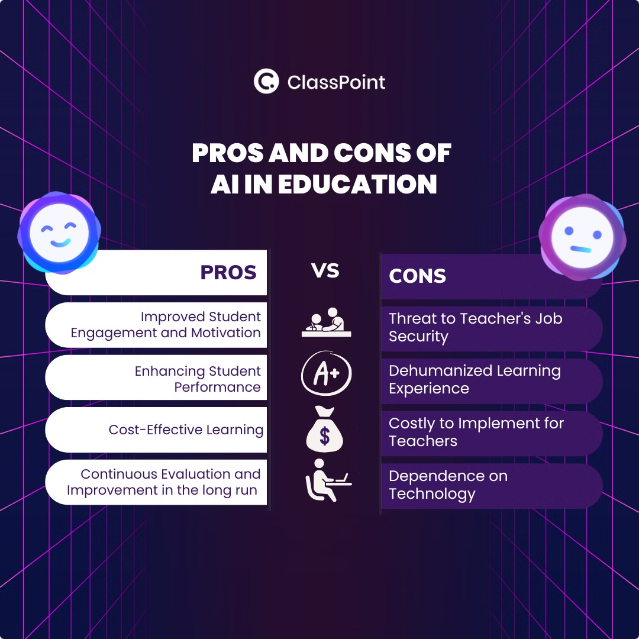 ClassPoint
PROS AND CONS OF
AI IN EDUCATION
PROS
VS
CONS
Improved Student
Engagement and Motivation
Threat to Teacher's Job
Security
Enhancing Student
Performance
A+
Dehumanized Learning
Experience
Cost-Effective Learning
$
Costly to Implement for
Teachers
Continuous Evaluation and
Improvement in the long run
Dependence on
Technology